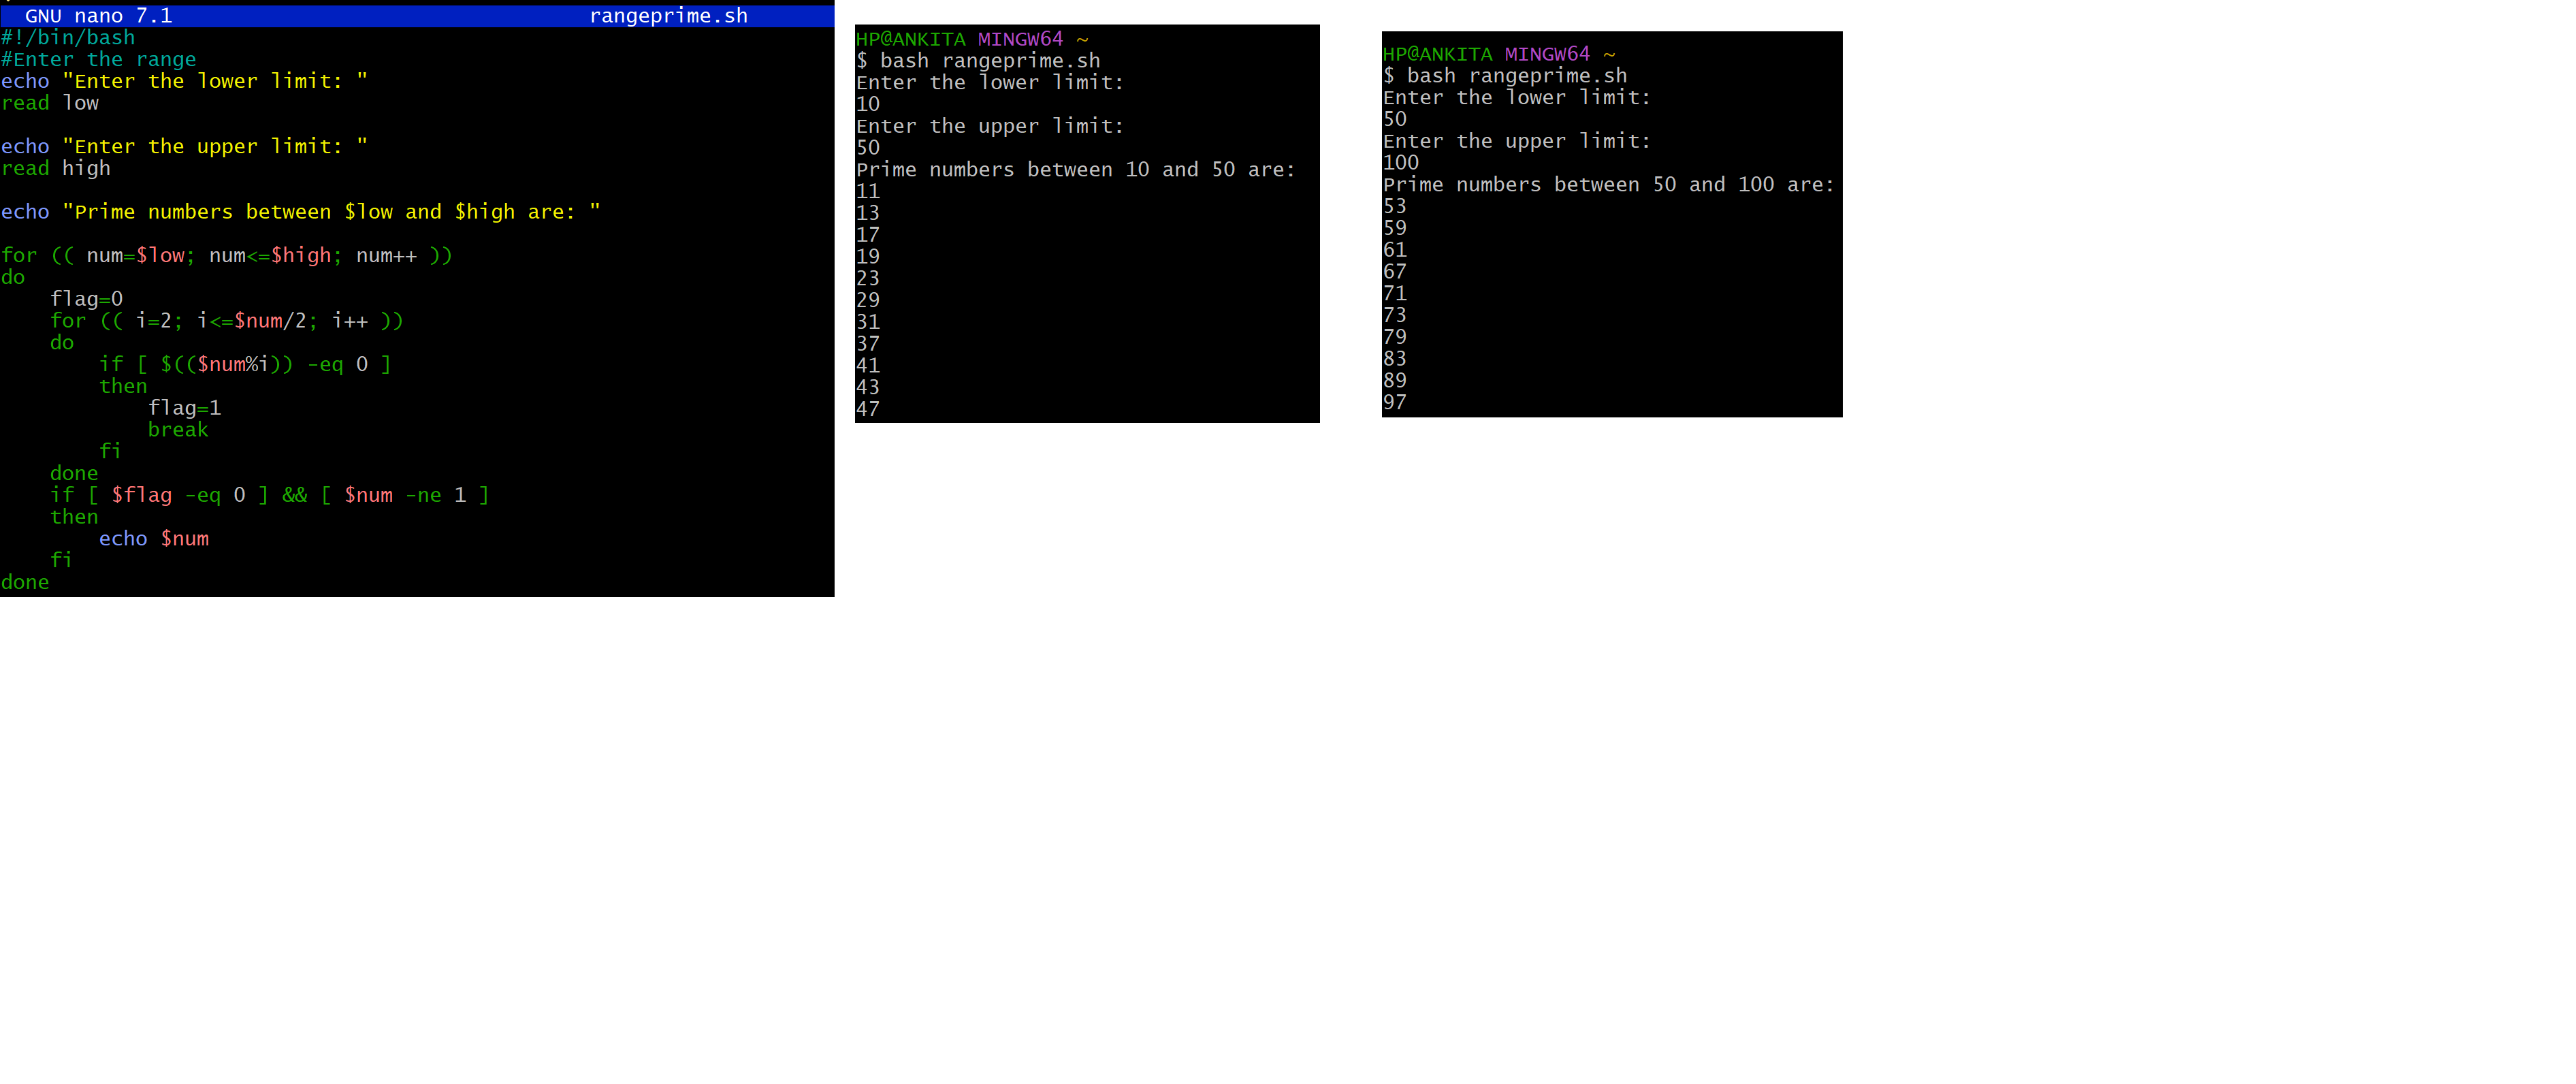 GNU nano 7.1 rangeprime.sh
#!/bin/bash
#Enter the range
echo "Enter the lower limit: "
read low

echo "Enter the upper limit: "
read high

echo "Prime numbers between $low and $high are: "

for (( num=$low; num<=$high; num++ ))
do
    flag=0
    for (( i=2; i<=$num/2; i++ ))
    do
        if [ $(($num%i)) -eq 0 ]
        then
            flag=1
            break
        fi
    done
    if [ $flag -eq 0 ] && [ $num -ne 1 ]
    then
        echo $num
    fi
done
HP@ANKITA MINGW64 ~
$ bash rangeprime.sh
Enter the lower limit:
10
Enter the upper limit:
50
Prime numbers between 10 and 50 are:
11
13
17
19
23
29
31
37
41
43
47
HP@ANKITA MINGW64 ~
$ bash rangeprime.sh
Enter the lower limit:
50
Enter the upper limit:
100
Prime numbers between 50 and 100 are:
53
59
61
67
71
73
79
83
89
97